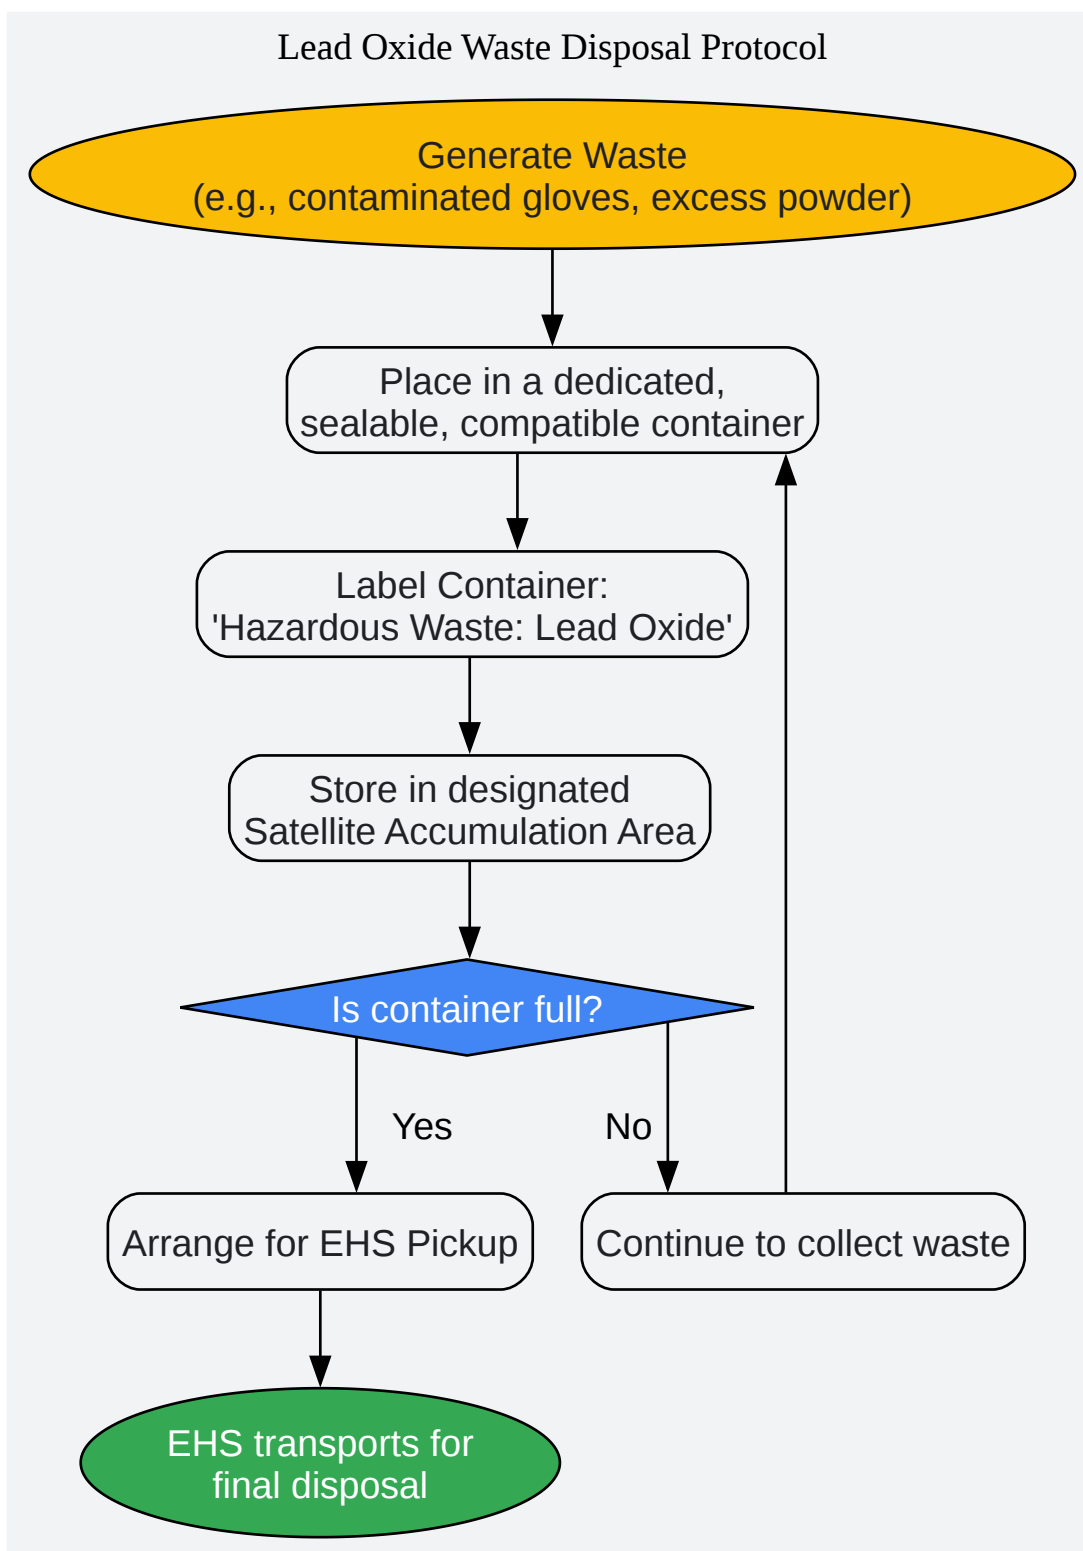 Lead Oxide Waste Disposal Protocol
Generate Waste
(e.g., contaminated gloves, excess powder)
Place in a dedicated,
sealable, compatible container
Label Container:
'Hazardous Waste: Lead Oxide'
Store in designated
Satellite Accumulation Area
Is container full?
Yes
No
Arrange for EHS Pickup
Continue to collect waste
EHS transports for
final disposal